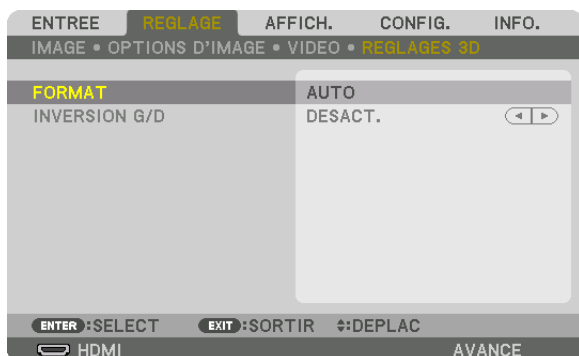 ENTREE REGLAGE AFFICH. CONFIG. INFO.
IMAGE • OPTIONS D'IMAGE • VIDEO • REGLAGES 3D
FORMAT AUTO
INVERSION G/D DESACT.
ENTER :SELECT EXIT :SORTIR :DEPLAC
HDMI AVANCE